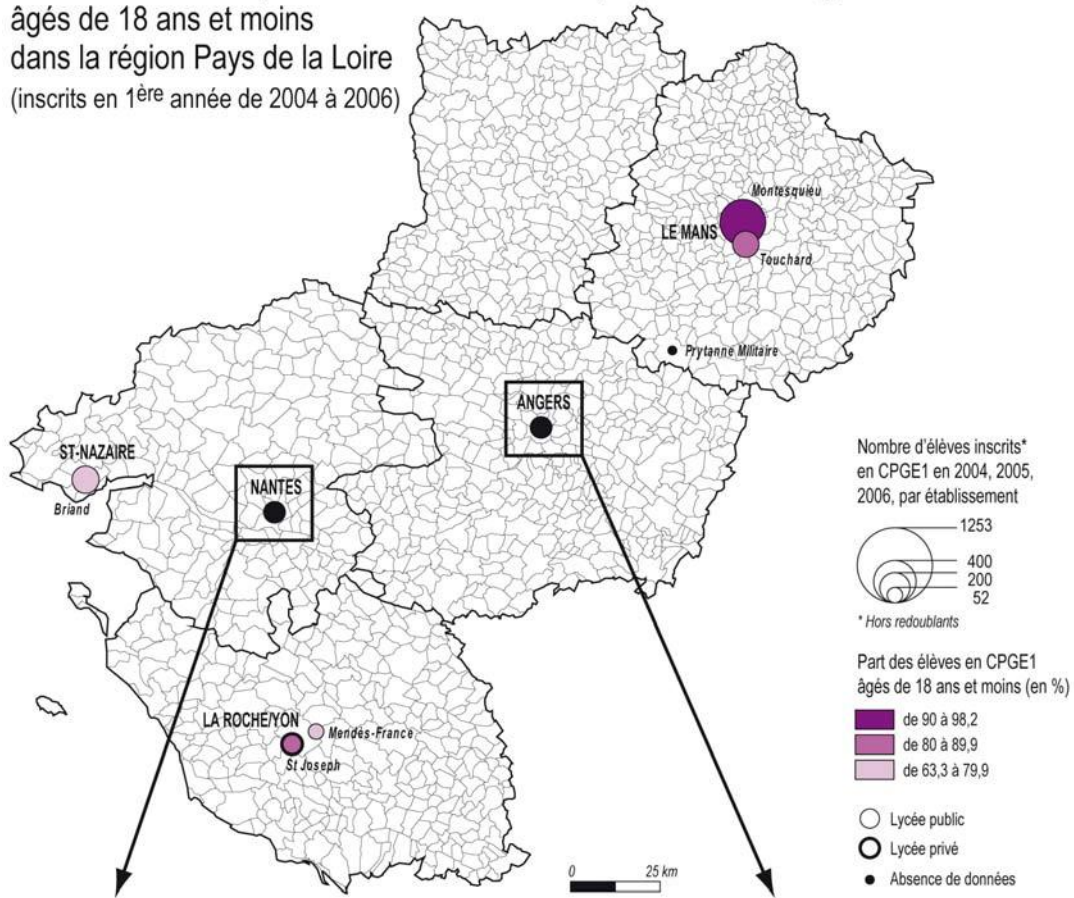 âgés de 18 ans et moins
dans la région Pays de la Loire
(inscrits en 1ère année de 2004 à 2006)
Montesquieu
LE MANS
Touchard
Prytanne Militaire
ANGERS
ST-NAZAIRE
Briand
NANTES
LA ROCHE/YON
Mendès-France
St Joseph
Nombre d'élèves inscrits*
en CPGE1 en 2004, 2005,
2006, par établissement
1253
400
200
52
* Hors redoublants
Part des élèves en CPGE1
âgés de 18 ans et moins (en %)
de 90 à 98,2
de 80 à 89,9
de 63,3 à 79,9
Lycée public
Lycée privé
Absence de données
0 25 km